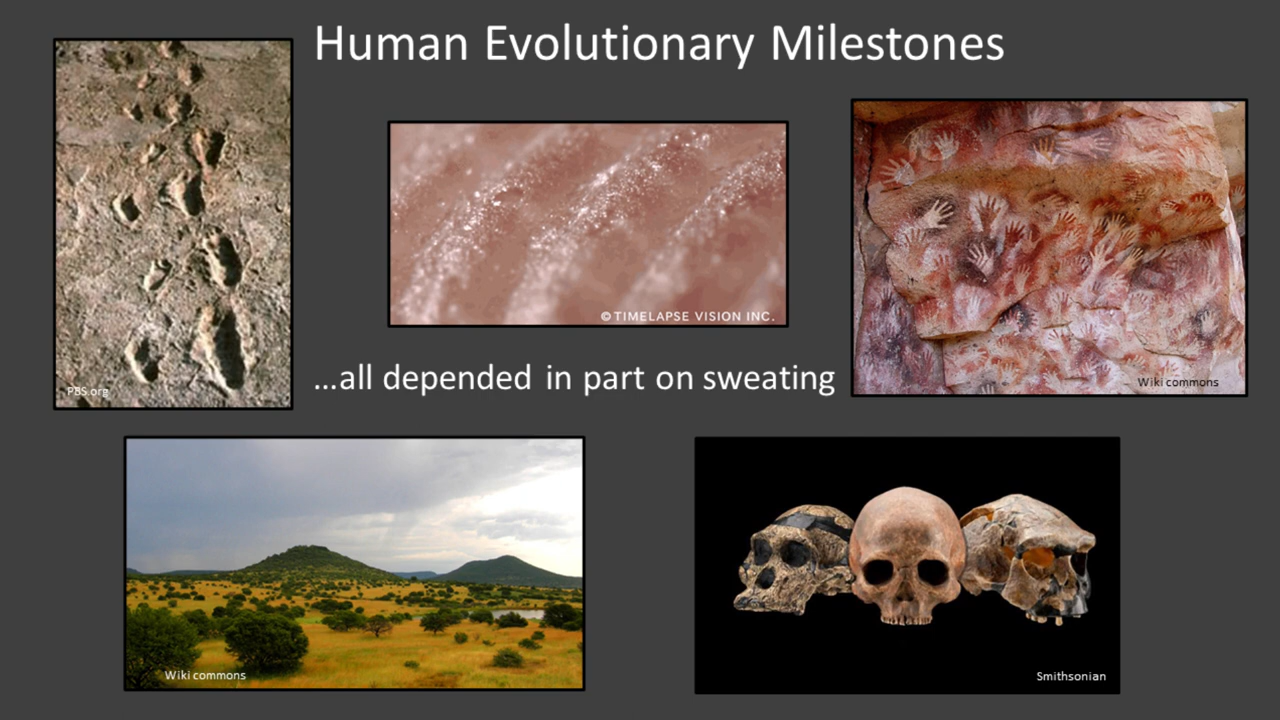 Human Evolutionary Milestones
©TIMELAPSE VISION INC.
PBS.org
Wiki commons
...all depended in part on sweating
Wiki commons
Smithsonian